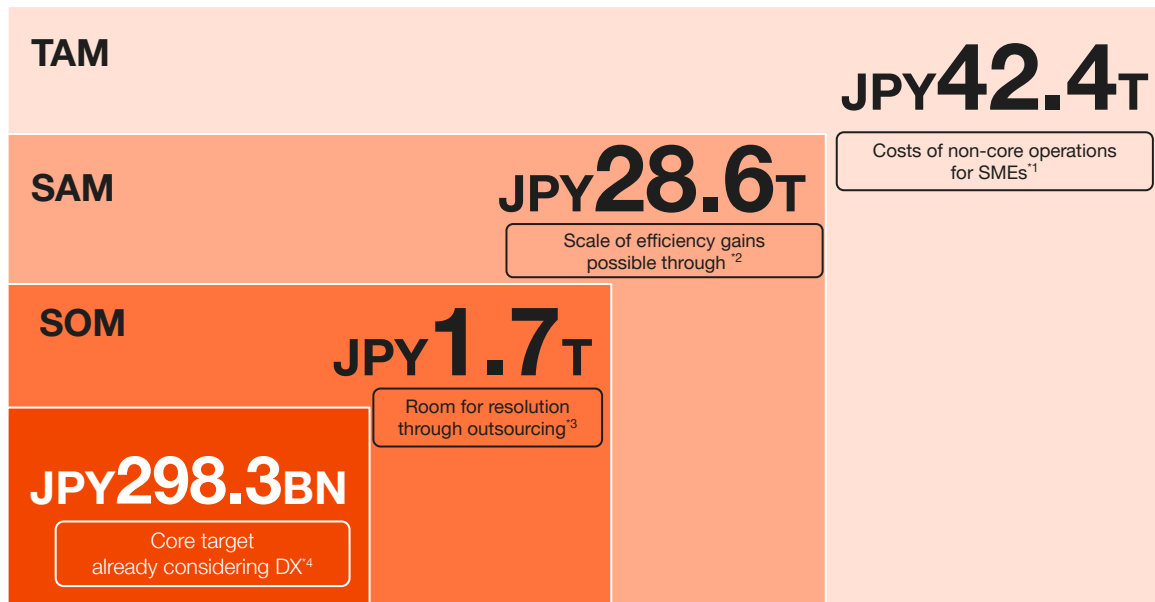 TAM
JPY42.4T
Costs of non-core operations
for SMEs*1
SAM
JPY28.6T
Scale of efficiency gains
possible through *2
SOM
JPY1.7T
Room for resolution
through outsourcing*3
JPY298.3BN
Core target
already considering DX*4